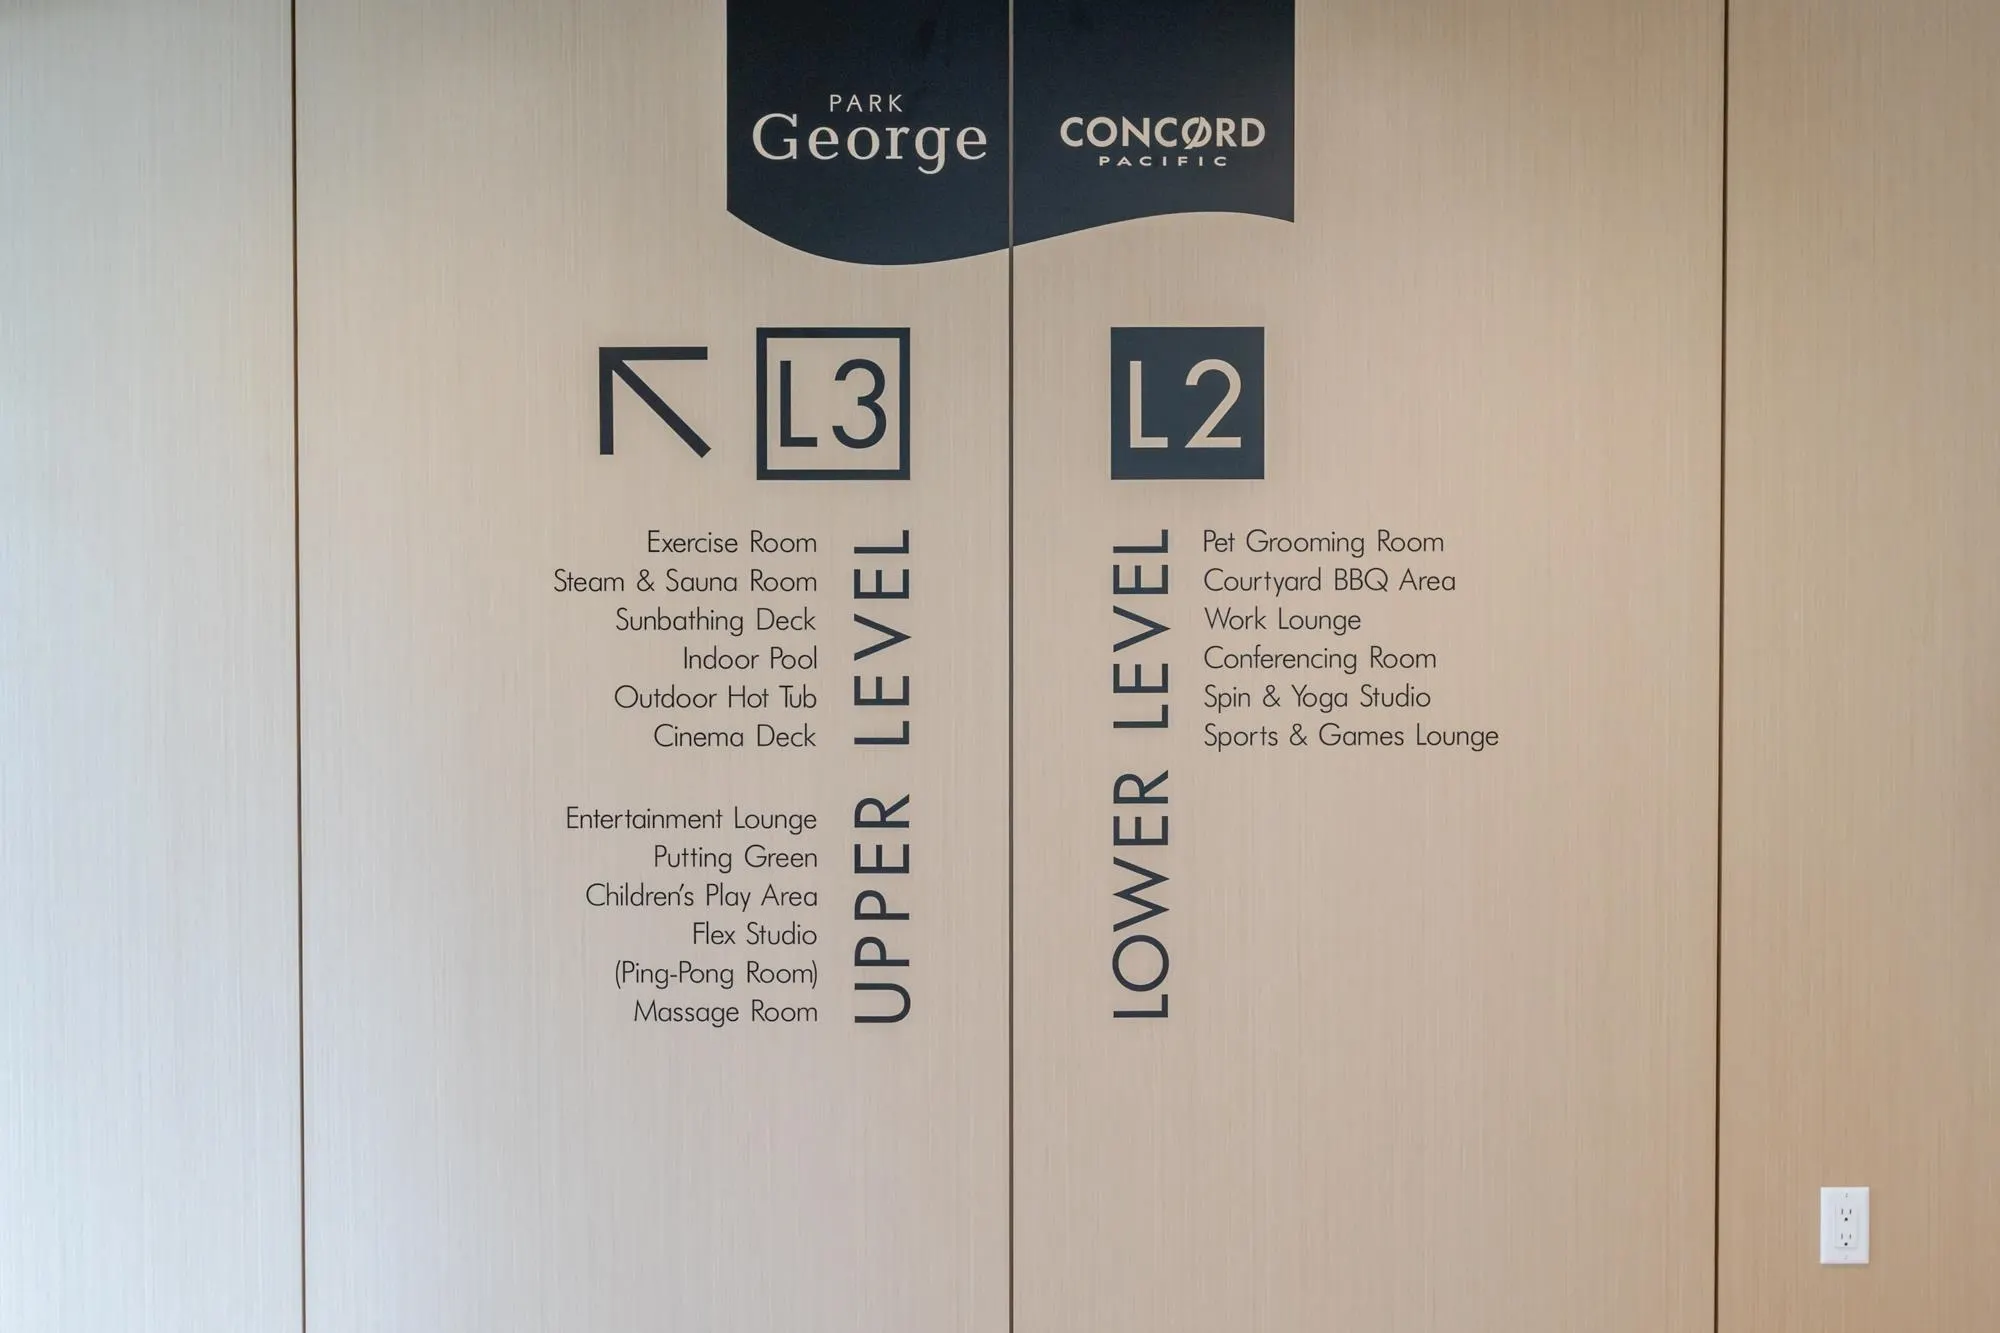 PARK
George
CONCORD
PACIFIC
L3
UPPER LEVEL
Exercise Room
Steam & Sauna Room
Sunbathing Deck
Indoor Pool
Outdoor Hot Tub
Cinema Deck
Entertainment Lounge
Putting Green
Children's Play Area
Flex Studio
(Ping-Pong Room)
Massage Room
L2
LOWER LEVEL
Pet Grooming Room
Courtyard BBQ Area
Work Lounge
Conferencing Room
Spin & Yoga Studio
Sports & Games Lounge